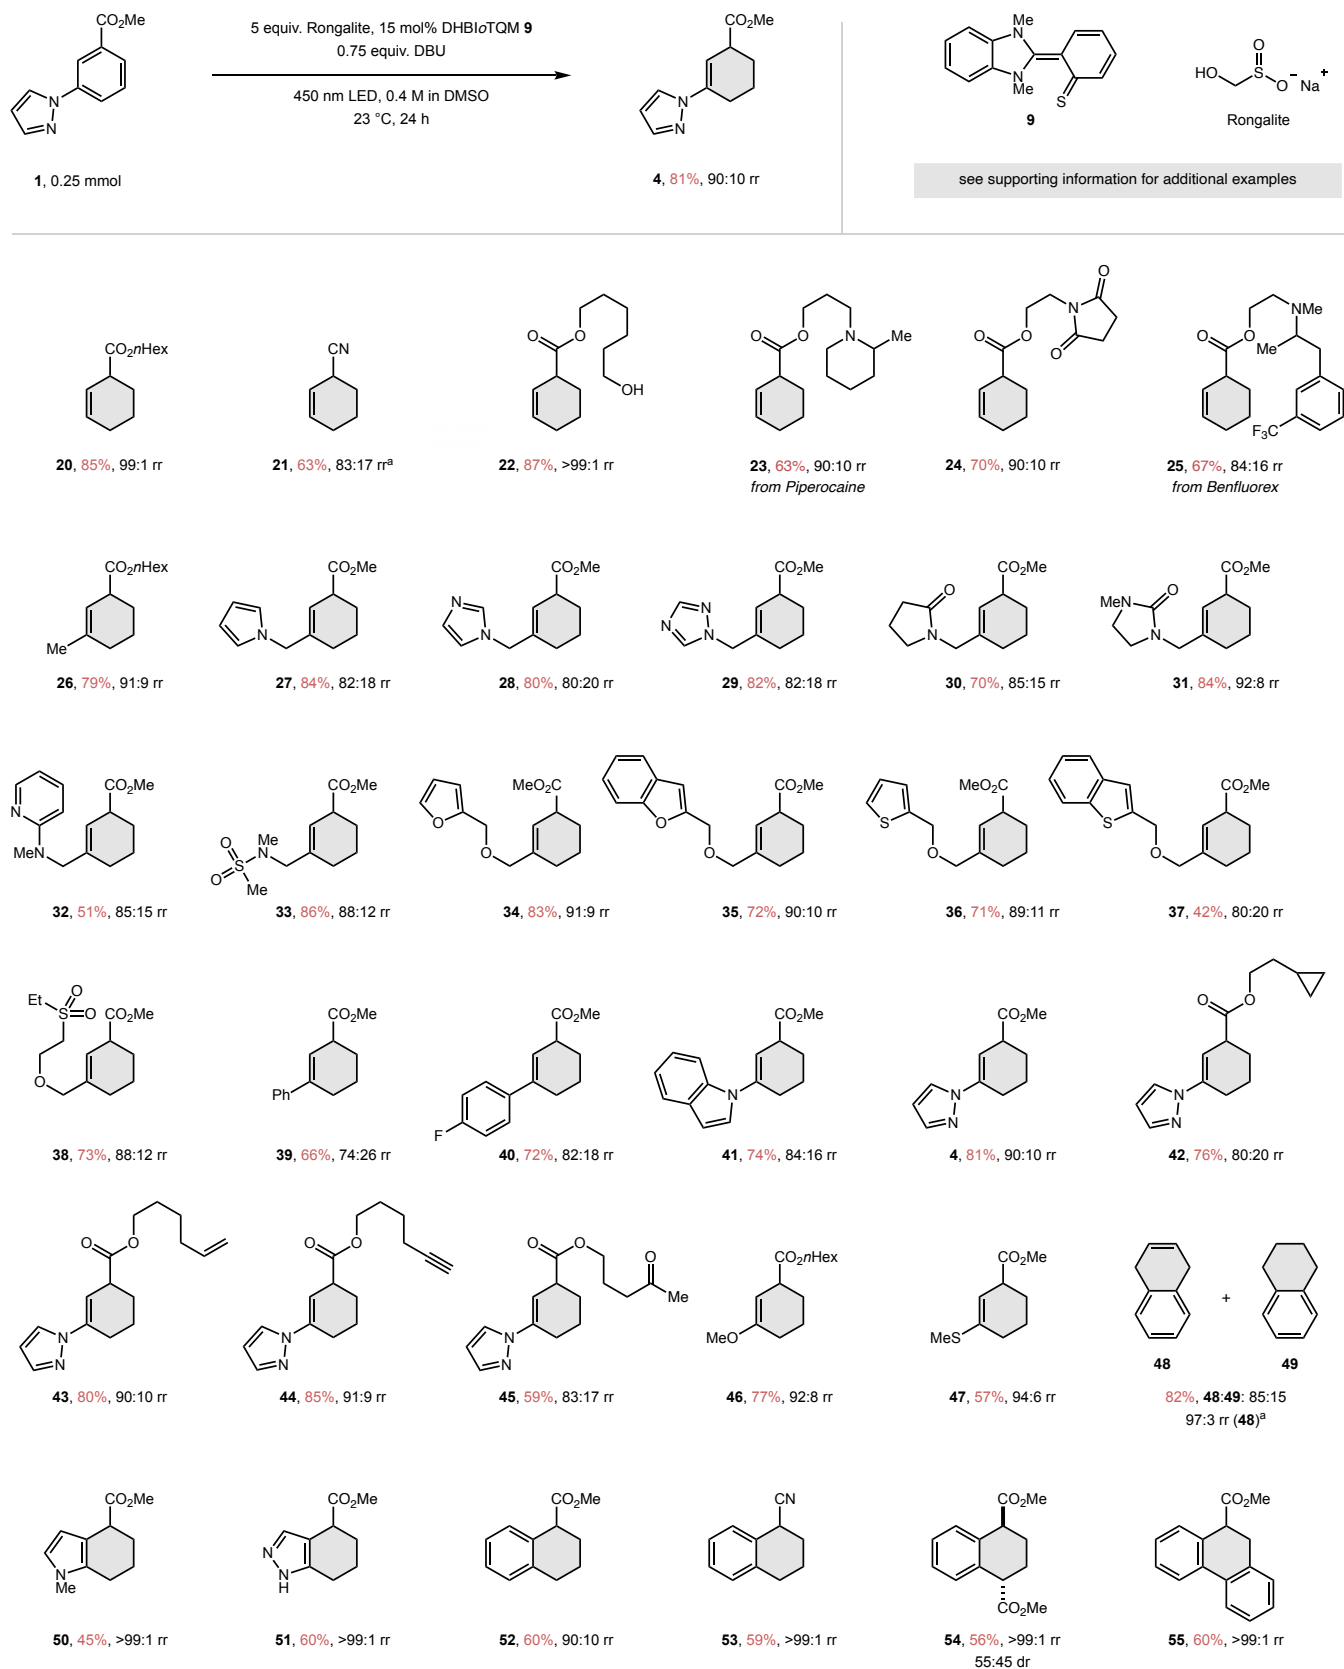 CO₂Me
N
N
1, 0.25 mmol
5 equiv. Rongalite, 15 mol% DHBIoTQM 9
0.75 equiv. DBU
450 nm LED, 0.4 M in DMSO
23 °C, 24 h
CO₂Me
N
N
4, 81%, 90:10 rr
Me
N
N
Me
S
9
O
HO
S
O
−
Na
+
Rongalite
see supporting information for additional examples
CO₂nHex
20, 85%, 99:1 rr
CN
21, 63%, 83:17 rrᵃ
O
O
OH
22, 87%, >99:1 rr
O
O
N
Me
23, 63%, 90:10 rr
from Piperocaine
O
O
N
O
O
24, 70%, 90:10 rr
O
O
NMe
Me
F₃C
25, 67%, 84:16 rr
from Benfluorex
CO₂nHex
Me
26, 79%, 91:9 rr
CO₂Me
N
27, 84%, 82:18 rr
CO₂Me
N
N
28, 80%, 80:20 rr
CO₂Me
N
N
N
29, 82%, 82:18 rr
CO₂Me
O
N
30, 70%, 85:15 rr
CO₂Me
MeN
O
N
31, 84%, 92:8 rr
CO₂Me
N
MeN
32, 51%, 85:15 rr
CO₂Me
Me
N
O
S
O
Me
33, 86%, 88:12 rr
MeO₂C
O
O
34, 83%, 91:9 rr
CO₂Me
O
O
35, 72%, 90:10 rr
MeO₂C
S
O
36, 71%, 89:11 rr
CO₂Me
S
O
37, 42%, 80:20 rr
Et
O
S
O
CO₂Me
O
38, 73%, 88:12 rr
CO₂Me
Ph
39, 66%, 74:26 rr
CO₂Me
F
40, 72%, 82:18 rr
CO₂Me
N
41, 74%, 84:16 rr
CO₂Me
N
N
4, 81%, 90:10 rr
O
O
N
N
42, 76%, 80:20 rr
O
O
N
N
43, 80%, 90:10 rr
O
O
N
N
44, 85%, 91:9 rr
O
O
O
Me
N
N
45, 59%, 83:17 rr
CO₂nHex
MeO
46, 77%, 92:8 rr
CO₂Me
MeS
47, 57%, 94:6 rr
+
48
49
82%, 48:49: 85:15
97:3 rr (48)ᵃ
CO₂Me
N
Me
50, 45%, >99:1 rr
CO₂Me
N
N
H
51, 60%, >99:1 rr
CO₂Me
52, 60%, 90:10 rr
CN
53, 59%, >99:1 rr
CO₂Me
CO₂Me
54, 56%, >99:1 rr
55:45 dr
CO₂Me
55, 60%, >99:1 rr